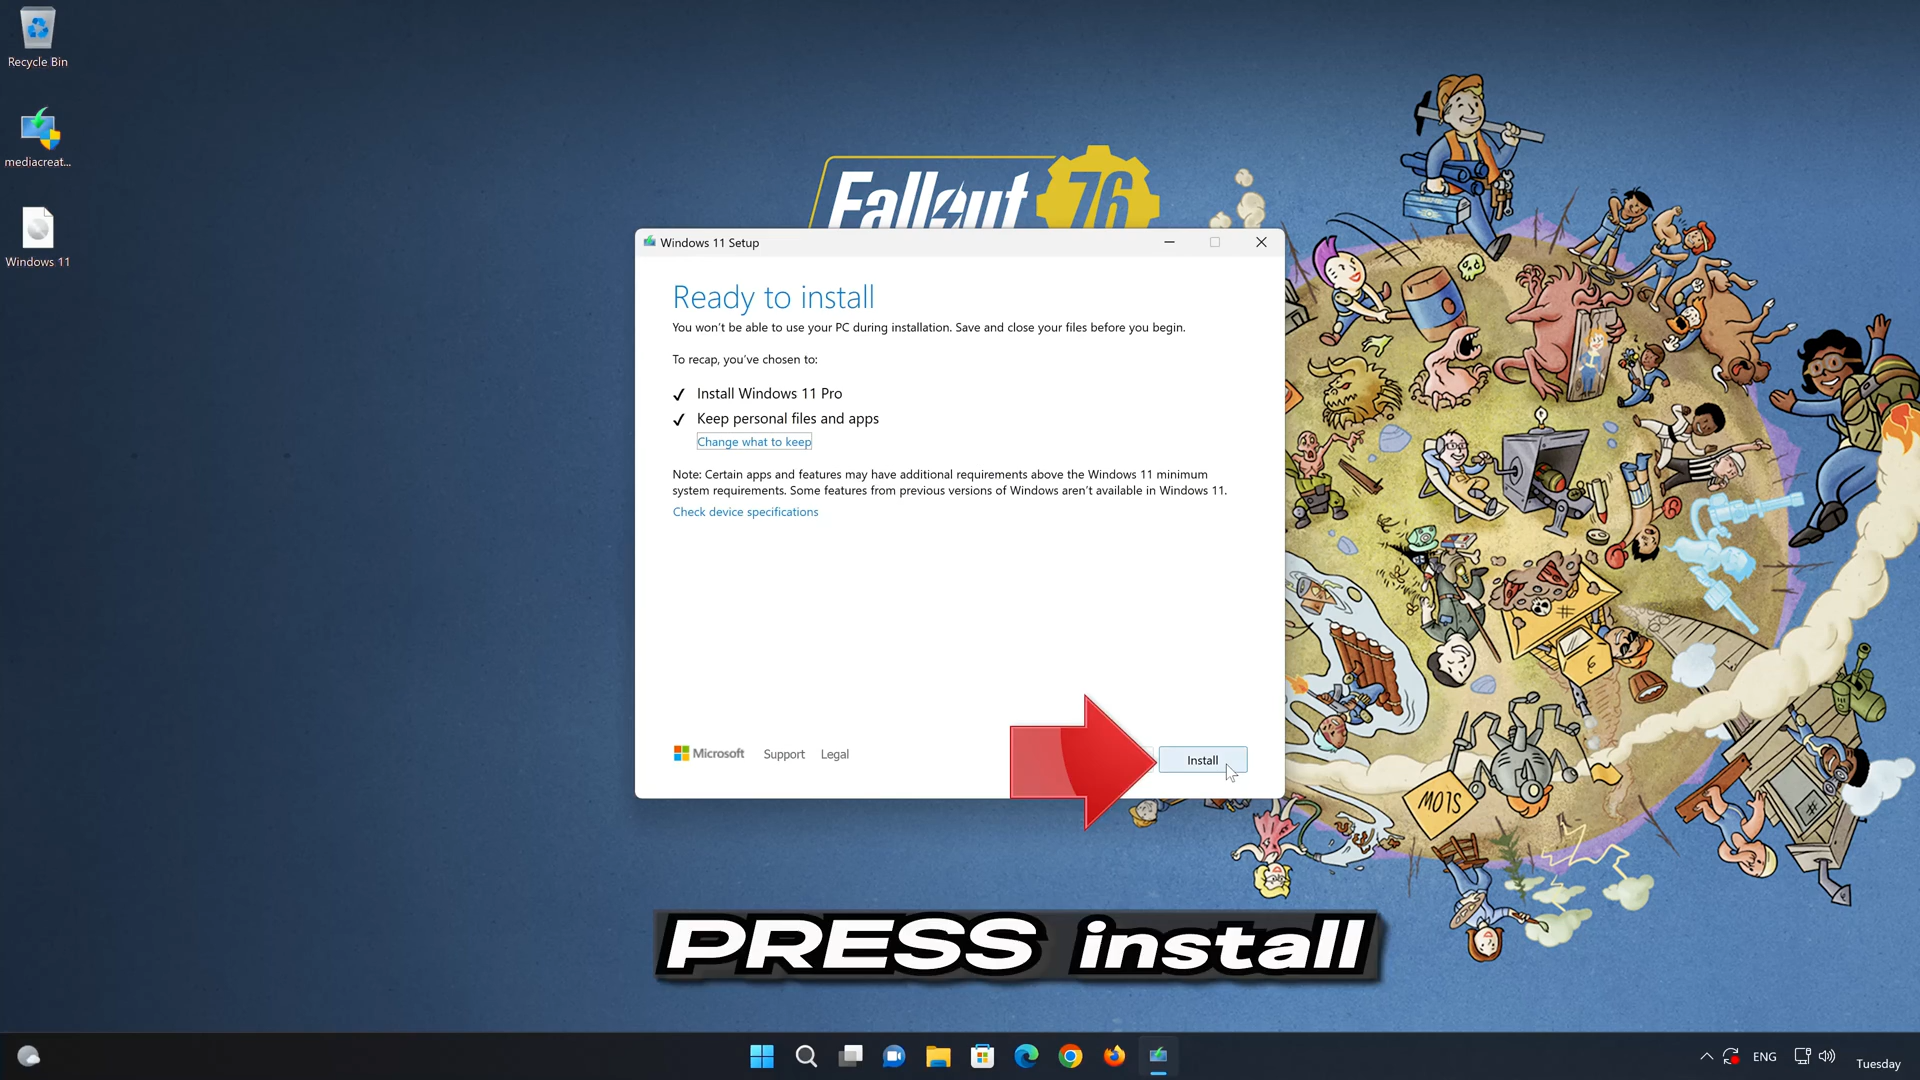 Recycle Bin
mediacreat...
Windows 11
Fallout 76
Windows 11 Setup
Ready to install
You won't be able to use your PC during installation. Save and close your files before you begin.
To recap, you've chosen to:
Install Windows 11 Pro
Keep personal files and apps
Change what to keep
Note: Certain apps and features may have additional requirements above the Windows 11 minimum
system requirements. Some features from previous versions of Windows aren't available in Windows 11.
Check device specifications
Microsoft Support Legal
Install
SLOW
PRESS install
ENG
Tuesday